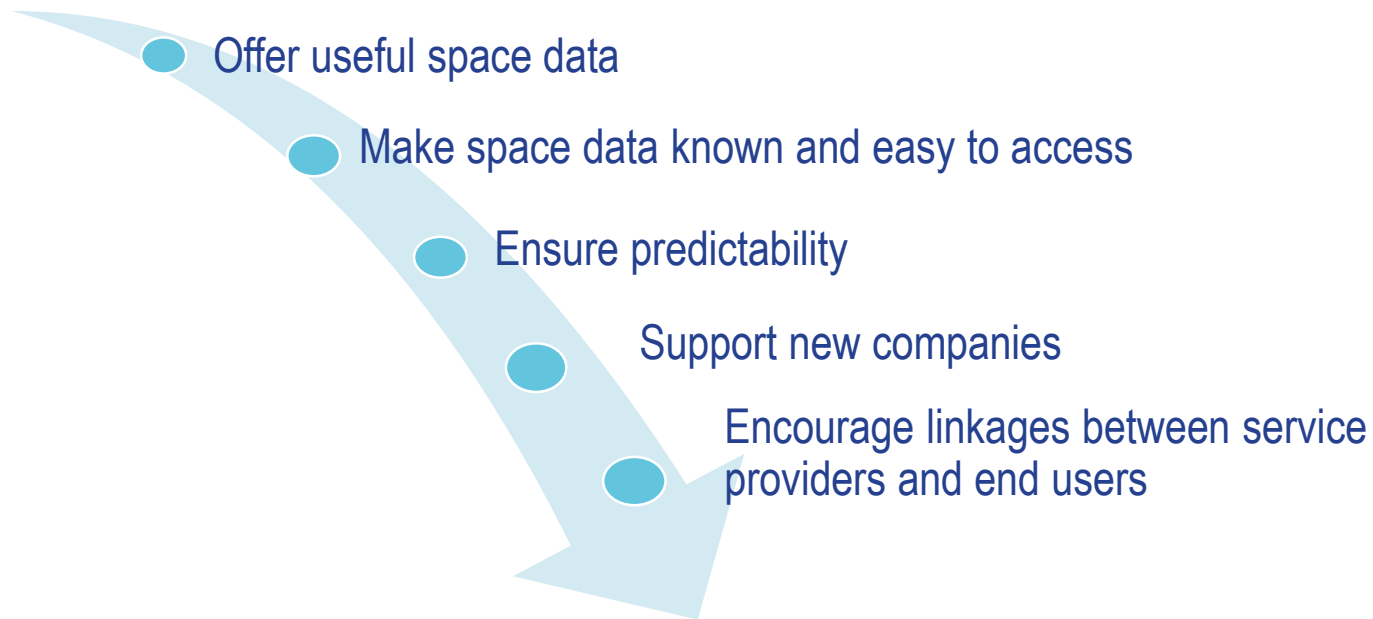 Offer useful space data
Make space data known and easy to access
Ensure predictability
Support new companies
Encourage linkages between service
providers and end users